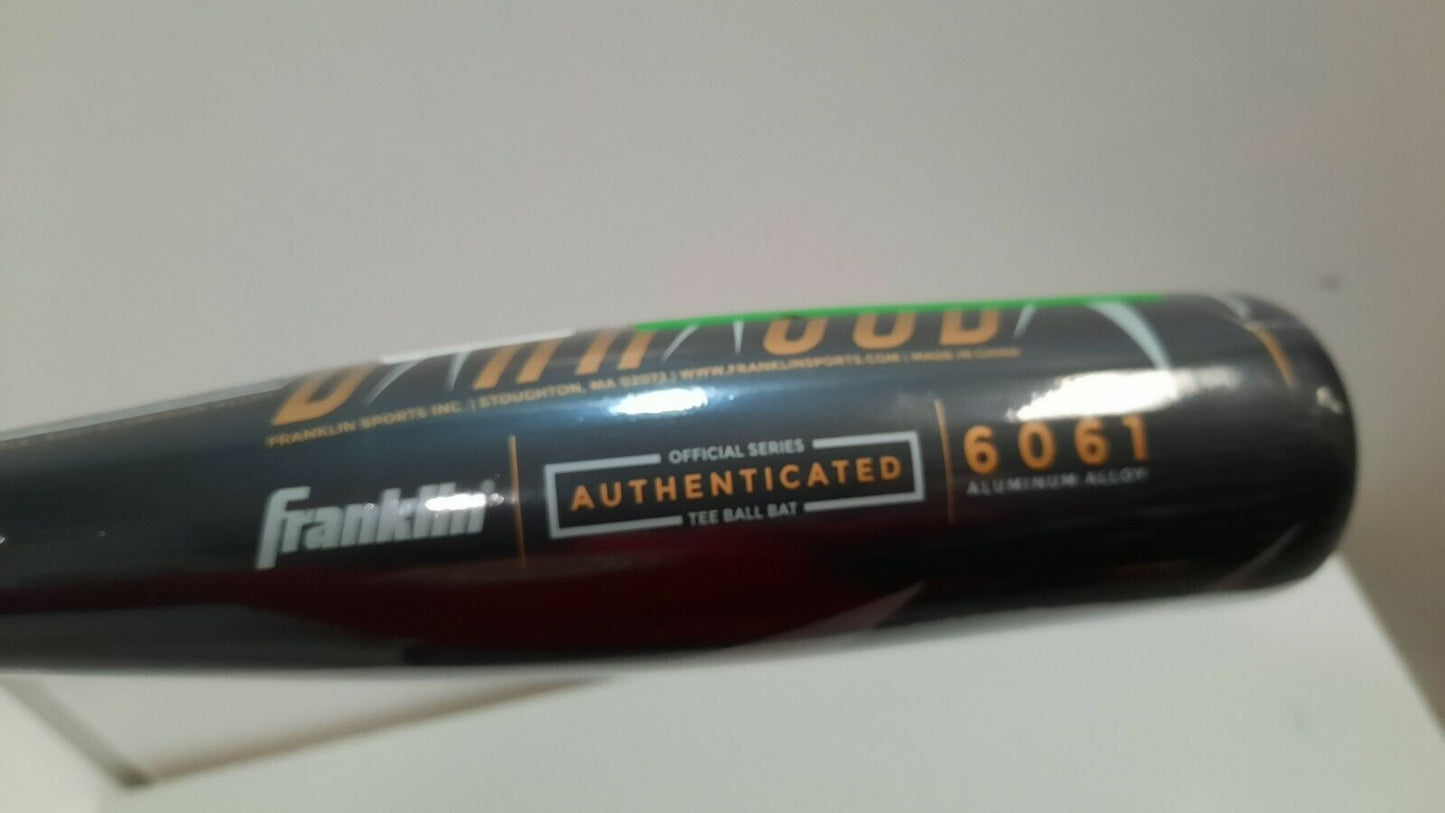 FRANKLIN SPORTS INC. | STOUGHTON, MA 02072 | WWW.FRANKLINSPORTS.COM | MADE IN CHINA
franklin®
OFFICIAL SERIES
AUTHENTICATED
TEE BALL BAT
6061
ALUMINUM ALLOY